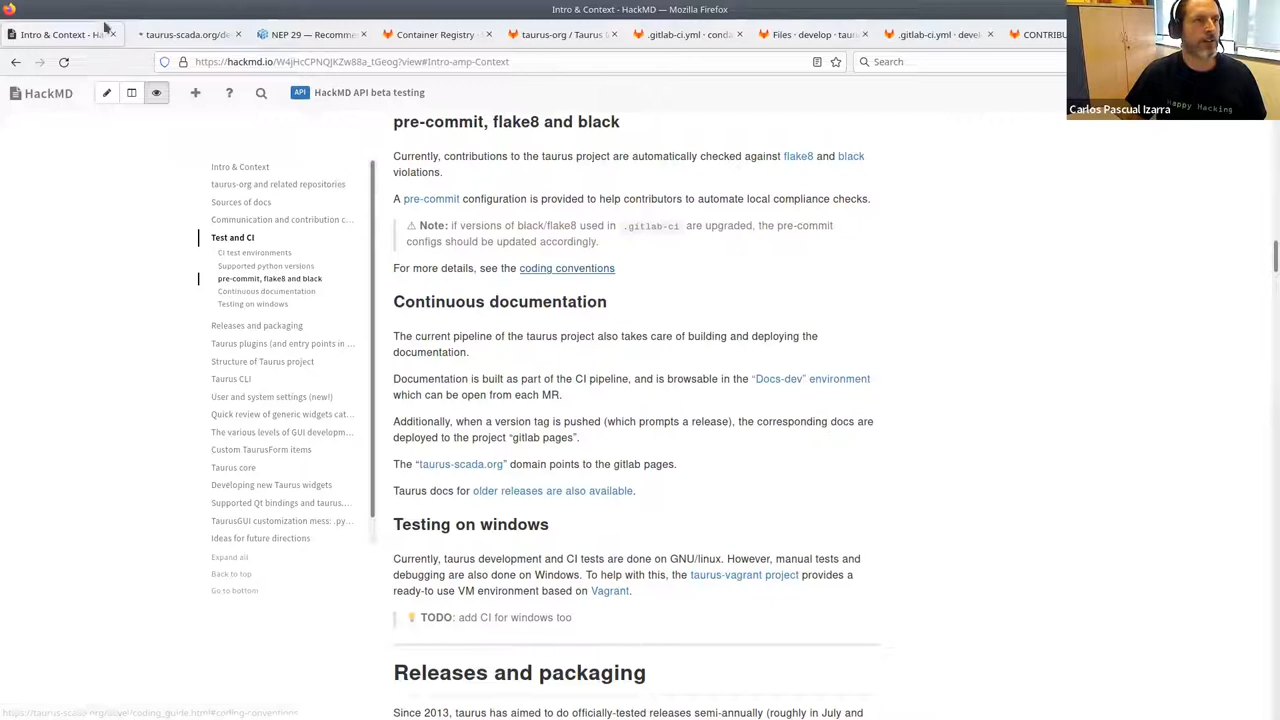 Intro & Context - HackMD — Mozilla Firefox
Intro & Context - Ha
* taurus-scada.org/de
NEP 29 — Recomme
Container Registry
taurus-org / Taurus
.gitlab-ci.yml · cond
Files · develop · tau
.gitlab-ci.yml · deve
CONTRIB
https://hackmd.io/W4jHcCPNQJKZw88a_tGeog?view#Intro-amp-Context
Search
HackMD
API HackMD API beta testing
Carlos Pascual Izarra
Happy Hacking
Intro & Context
taurus-org and related repositories
Sources of docs
Communication and contribution c...
Test and CI
CI test environments
Supported python versions
pre-commit, flake8 and black
Continuous documentation
Testing on windows
Releases and packaging
Taurus plugins (and entry points in ...
Structure of Taurus project
Taurus CLI
User and system settings (new!)
Quick review of generic widgets cat...
The various levels of GUI developm...
Custom TaurusForm items
Taurus core
Developing new Taurus widgets
Supported Qt bindings and taurus....
TaurusGUI customization mess: .py...
Ideas for future directions
Expand all
Back to top
Go to bottom
pre-commit, flake8 and black
Currently, contributions to the taurus project are automatically checked against flake8 and black
violations.
A pre-commit configuration is provided to help contributors to automate local compliance checks.
⚠ Note: if versions of black/flake8 used in .gitlab-ci are upgraded, the pre-commit
configs should be updated accordingly.
For more details, see the coding conventions
Continuous documentation
The current pipeline of the taurus project also takes care of building and deploying the
documentation.
Documentation is built as part of the CI pipeline, and is browsable in the “Docs-dev” environment
which can be open from each MR.
Additionally, when a version tag is pushed (which prompts a release), the corresponding docs are
deployed to the project “gitlab pages”.
The “taurus-scada.org” domain points to the gitlab pages.
Taurus docs for older releases are also available.
Testing on windows
Currently, taurus development and CI tests are done on GNU/linux. However, manual tests and
debugging are also done on Windows. To help with this, the taurus-vagrant project provides a
ready to use VM environment based on Vagrant.
💡 TODO: add CI for windows too
Releases and packaging
Since 2013, taurus has aimed to do officially-tested releases semi-annually (roughly in July and
https://taurus-scada.org/devel/coding_guide.html#coding-conventions